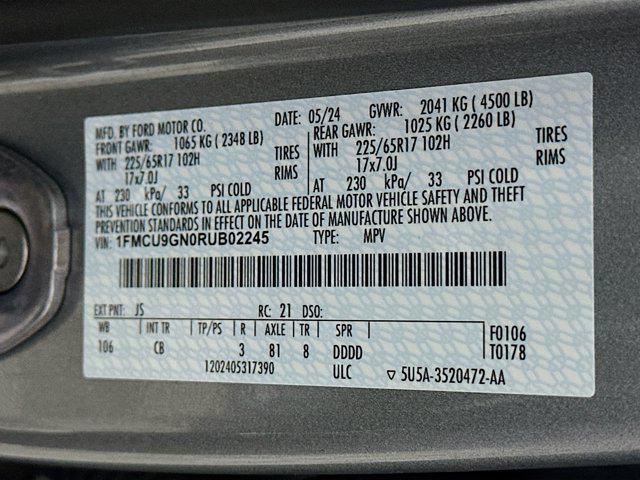 MFD. BY FORD MOTOR CO. DATE: 05/24 GVWR: 2041 KG (4500 LB)
FRONT GAWR: 1065 KG (2348 LB) REAR GAWR: 1025 KG (2260 LB)
WITH 225/65R17 102H TIRES WITH 225/65R17 102H TIRES
17x7.0J RIMS 17x7.0J RIMS
AT 230 kPa/ 33 PSI COLD AT 230 kPa/ 33 PSI COLD
THIS VEHICLE CONFORMS TO ALL APPLICABLE FEDERAL MOTOR VEHICLE SAFETY AND THEFT
PREVENTION STANDARDS IN EFFECT ON THE DATE OF MANUFACTURE SHOWN ABOVE.
VIN: 1FMCU9GN0RUB02245 TYPE: MPV
EXT PNT: JS RC: 21 DSO:
WB INT TR TP/PS R AXLE TR SPR F0106
106 CB 3 81 8 DDDD T0178
1202405317390 ULC ▽ 5U5A-3520472-AA